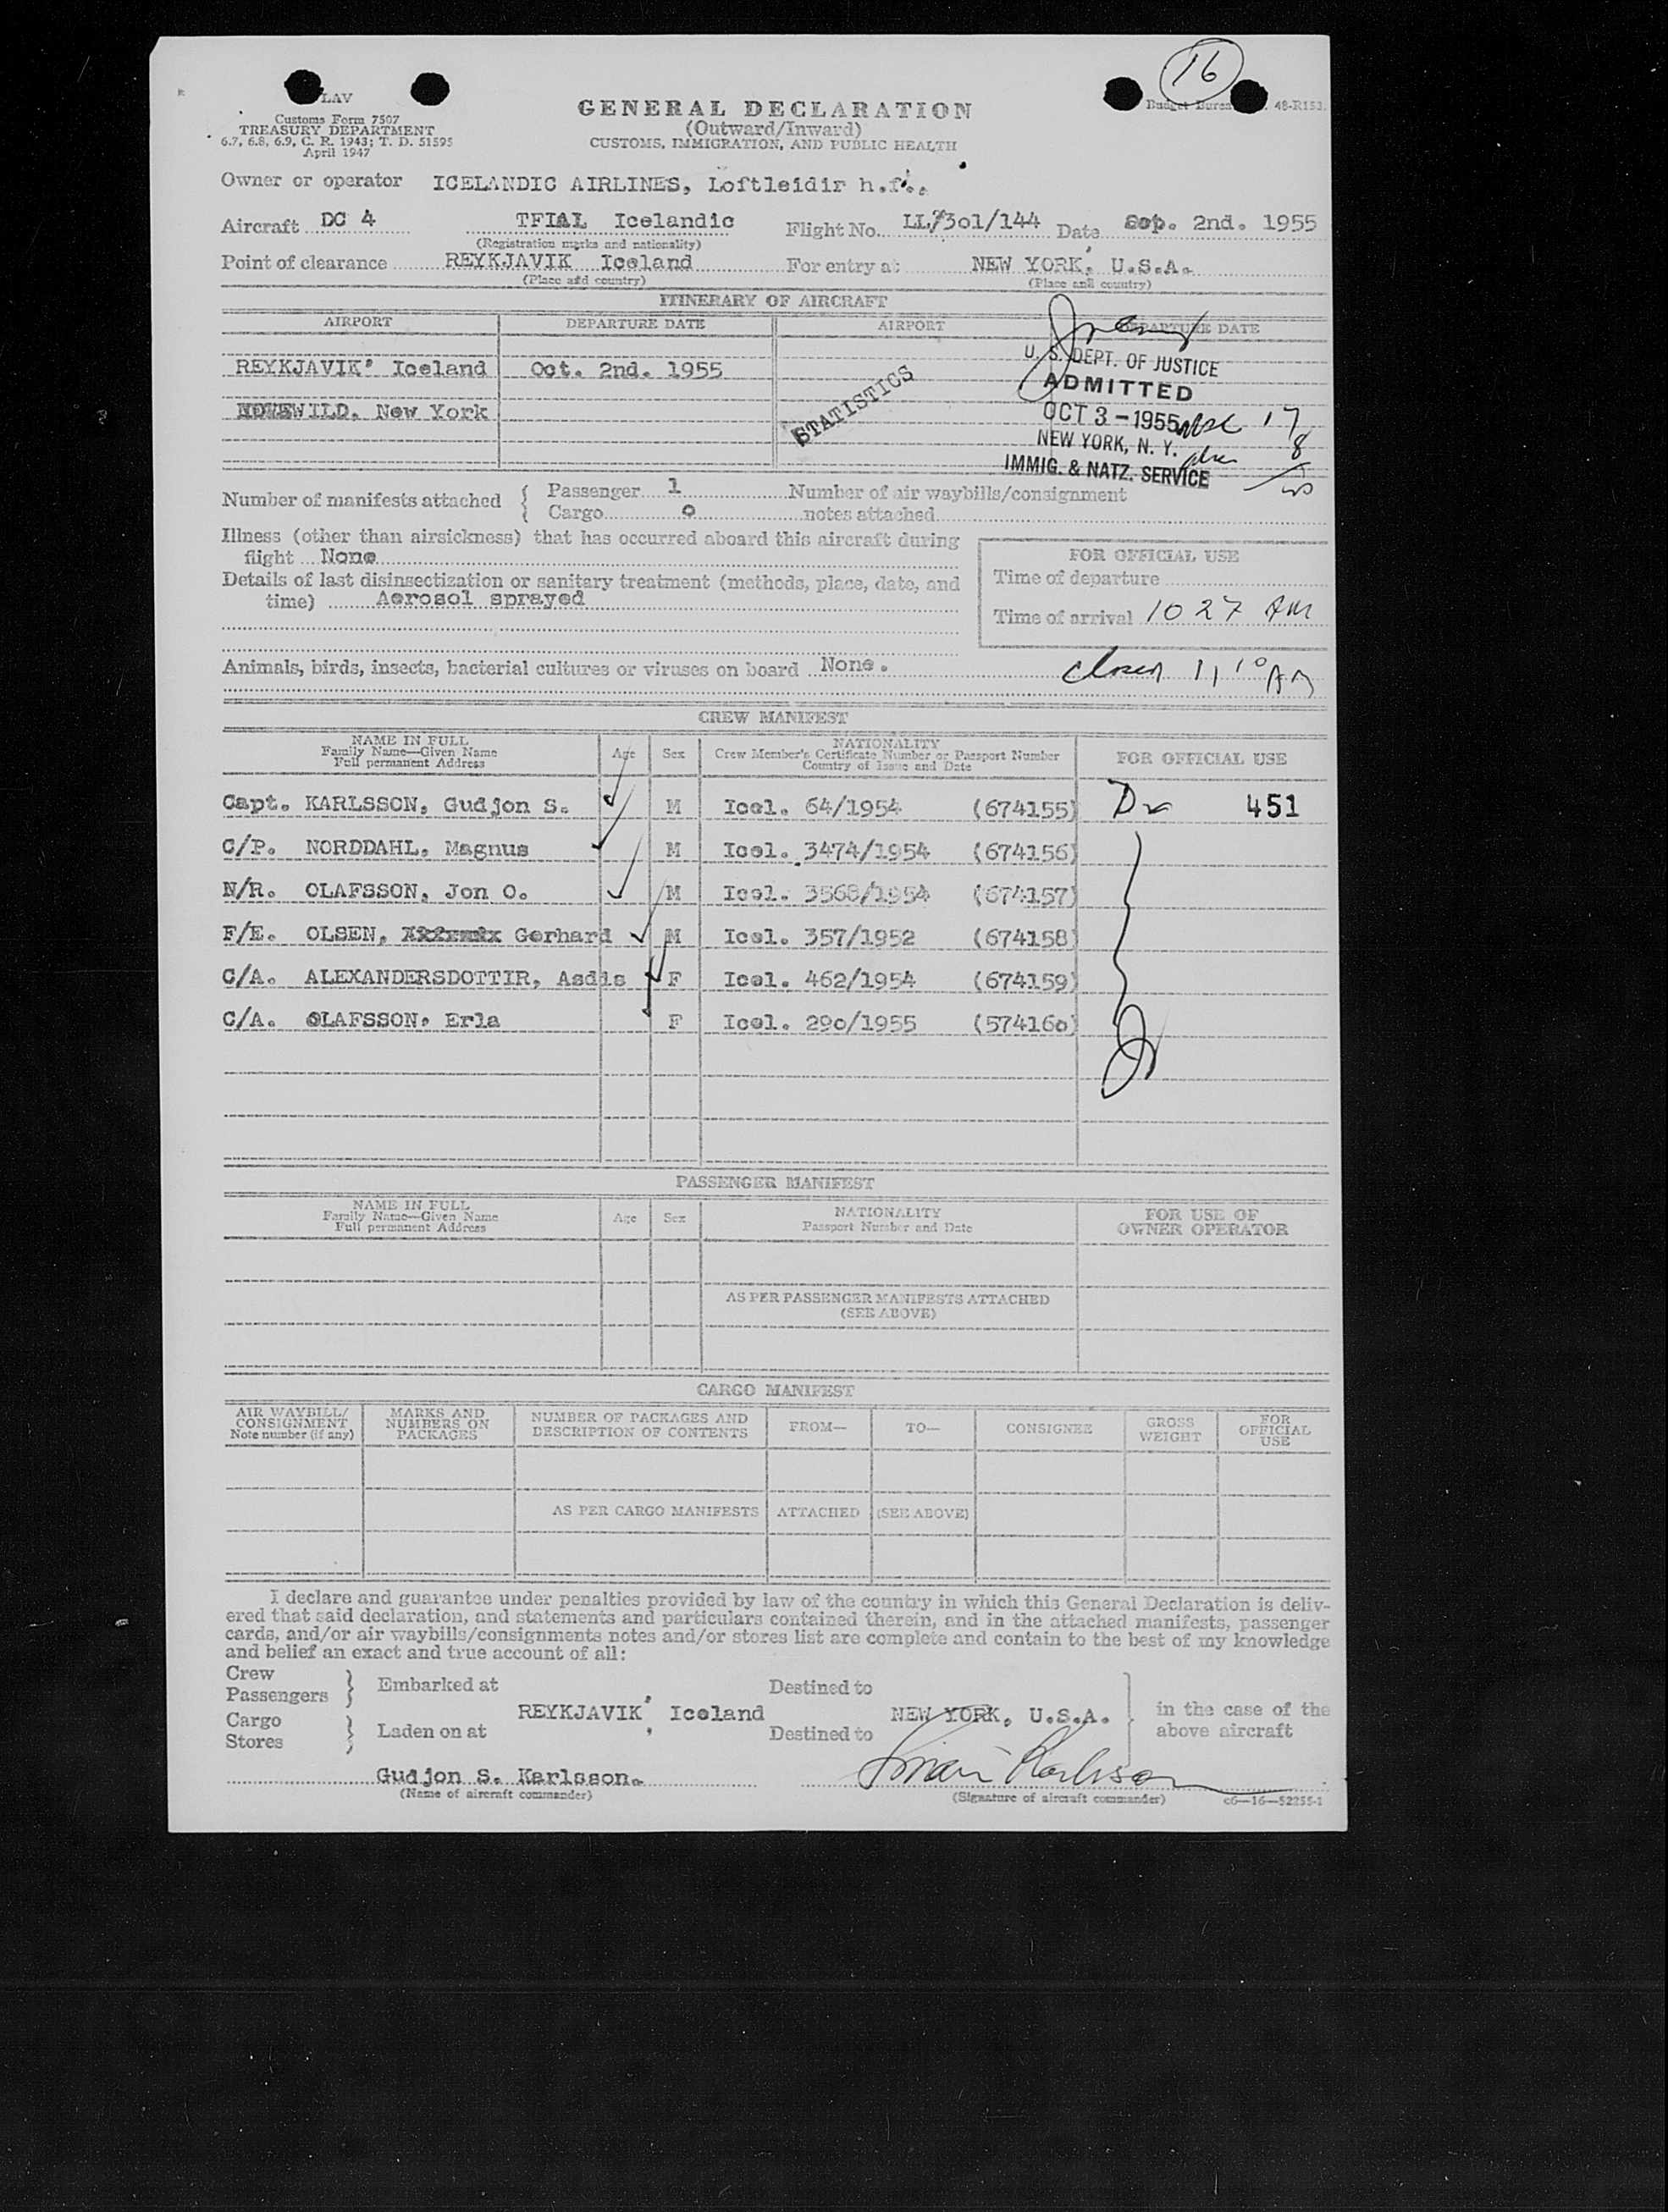 16
LAV
Customs Form 7507
TREASURY DEPARTMENT
6.7, 6.8, 6.9, C. R. 1943; T. D. 51595
April 1947
GENERAL DECLARATION
(Outward/Inward)
CUSTOMS, IMMIGRATION, AND PUBLIC HEALTH
Budget Burea 48-R153.
Owner or operator ICELANDIC AIRLINES, Loftleidir h.f.
Aircraft DC 4 TFIAL Icelandic Flight No. LL/301/144 Date 2nd. 1955
(Registration marks and nationality)
Point of clearance REYKJAVIK Iceland For entry at NEW YORK, U.S.A.
(Place and country) (Place and country)
ITINERARY OF AIRCRAFT
AIRPORT DEPARTURE DATE AIRPORT DEPARTURE DATE
REYKJAVIK' Iceland Oct. 2nd. 1955
WILD, New York
STATISTICS
U. S. DEPT. OF JUSTICE
ADMITTED
OCT 3 - 1955
NEW YORK, N. Y.
IMMIG. & NATZ. SERVICE
17
8
Number of manifests attached { Passenger 1 Number of air waybills/consignment
Cargo o notes attached
Illness (other than airsickness) that has occurred aboard this aircraft during
flight None
Details of last disinsectization or sanitary treatment (methods, place, date, and
time) Aerosol sprayed
FOR OFFICIAL USE
Time of departure
Time of arrival 10 27 AM
Animals, birds, insects, bacterial cultures or viruses on board None.
11 10 AM
CREW MANIFEST
NAME IN FULL
Family Name—Given Name
Full permanent Address
Age Sex
NATIONALITY
Crew Member's Certificate Number or Passport Number
Country of Issue and Date
FOR OFFICIAL USE
Capt. KARLSSON, Gudjon S. M Icel. 64/1954 (674155) 451
C/P. NORDDAHL, Magnus M Icel. 3474/1954 (674156)
N/R. OLAFSSON, Jon O. M Icel. 3568/1954 (674157)
F/E. OLSEN, Gerhard M Icel. 357/1952 (674158)
C/A. ALEXANDERSDOTTIR, Asdis F Icel. 462/1954 (674159)
C/A. OLAFSSON, Erla F Icel. 290/1955 (574160)
PASSENGER MANIFEST
NAME IN FULL
Family Name—Given Name
Full permanent Address
Age Sex
NATIONALITY
Passport Number and Date
FOR USE OF
OWNER OPERATOR
AS PER PASSENGER MANIFESTS ATTACHED
(SEE ABOVE)
CARGO MANIFEST
AIR WAYBILL/
CONSIGNMENT
Note number (if any)
MARKS AND
NUMBERS ON
PACKAGES
NUMBER OF PACKAGES AND
DESCRIPTION OF CONTENTS
FROM— TO— CONSIGNEE
GROSS
WEIGHT
FOR
OFFICIAL
USE
AS PER CARGO MANIFESTS ATTACHED (SEE ABOVE)
I declare and guarantee under penalties provided by law of the country in which this General Declaration is deliv-
ered that said declaration, and statements and particulars contained therein, and in the attached manifests, passenger
cards, and/or air waybills/consignments notes and/or stores list are complete and contain to the best of my knowledge
and belief an exact and true account of all:
Crew
Passengers } Embarked at Destined to
REYKJAVIK' Iceland NEW YORK, U.S.A. in the case of the
Cargo
Stores } Laden on at Destined to above aircraft
Gudjon S. Karlsson.
(Name of aircraft commander) (Signature of aircraft commander) c6—16—52255-1